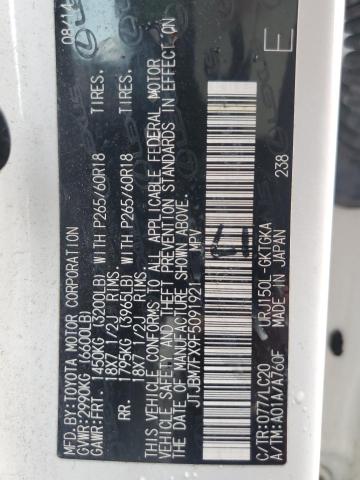 MFD.BY:TOYOTA MOTOR CORPORATION 08/14
GVWR:2990KG (6600LB)
GAWR:FRT. 1450KG (3200LB) WITH P265/60R18 TIRES.
18X7 1/2J RIMS.
RR. 1795KG (3965LB) WITH P265/60R18 TIRES.
18X7 1/2J RIMS.
THIS VEHICLE CONFORMS TO ALL APPLICABLE FEDERAL MOTOR
VEHICLE SAFETY AND THEFT PREVENTION STANDARDS IN EFFECT ON
THE DATE OF MANUFACTURE SHOWN ABOVE.
JTJBM7FX9F5091921 MPV
E
C/TR:077/LC20 GRJ150L-GKTGKA
A/TM:A01A/A760F MADE IN JAPAN 238
LEXUS